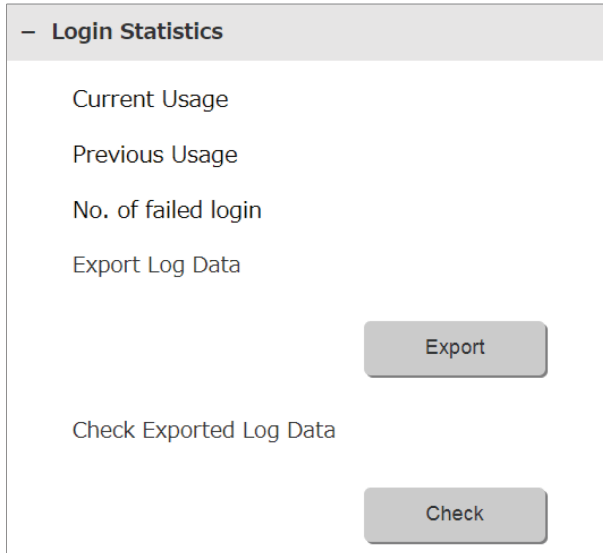 – Login Statistics
Current Usage
Previous Usage
No. of failed login
Export Log Data
Export
Check Exported Log Data
Check